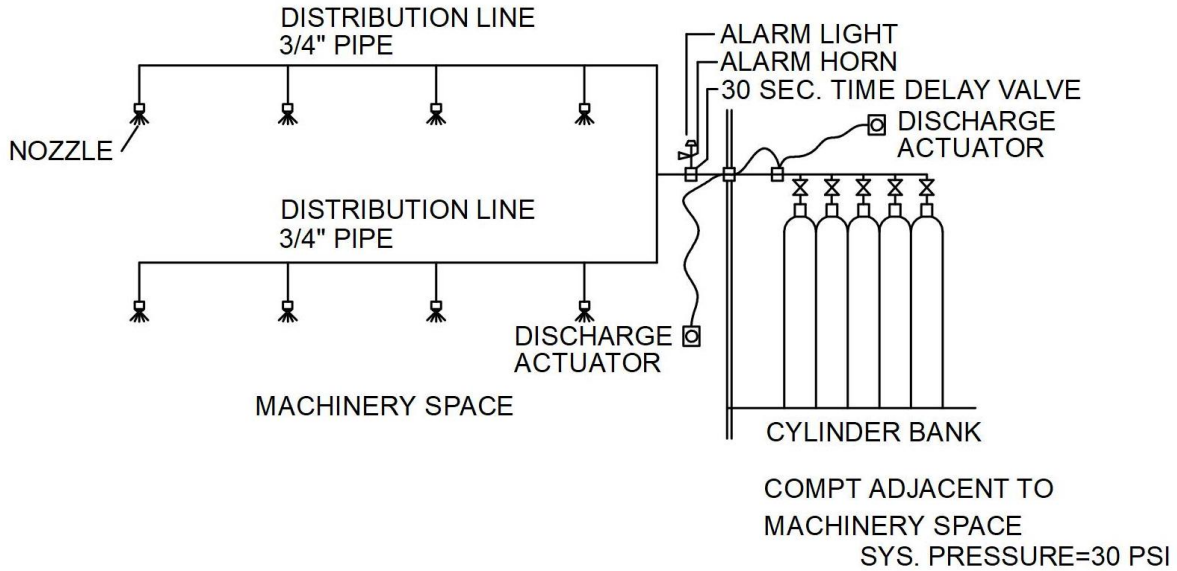 DISTRIBUTION LINE
3/4" PIPE
ALARM LIGHT
ALARM HORN
30 SEC. TIME DELAY VALVE
DISCHARGE
ACTUATOR
NOZZLE
DISTRIBUTION LINE
3/4" PIPE
DISCHARGE
ACTUATOR
MACHINERY SPACE
CYLINDER BANK
COMPT ADJACENT TO
MACHINERY SPACE
SYS. PRESSURE=30 PSI